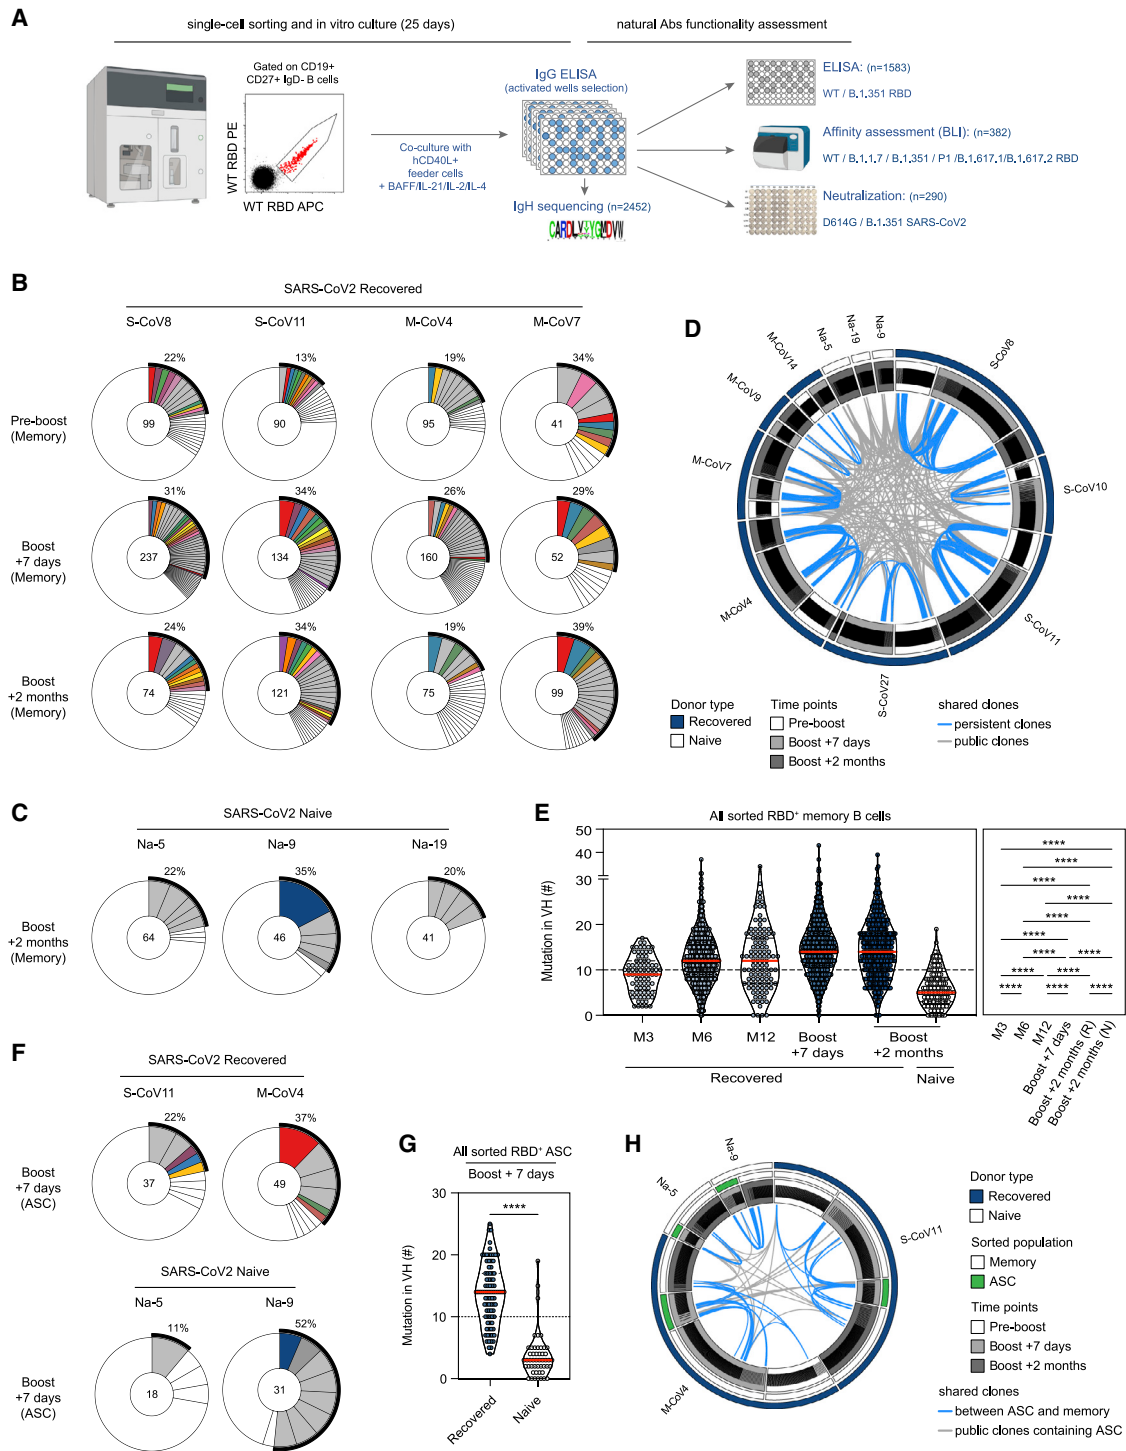 A
single-cell sorting and in vitro culture (25 days)
natural Abs functionality assessment
Gated on CD19+
CD27+ IgD- B cells
WT RBD PE
WT RBD APC
Co-culture with
hCD40L+
feeder cells
+ BAFF/IL-21/IL-2/IL-4
IgG ELISA
(activated wells selection)
IgH sequencing (n=2452)
ELISA: (n=1583)
WT / B.1.351 RBD
Affinity assessment (BLI): (n=382)
WT / B.1.1.7 / B.1.351 / P1 /B.1.617.1/B.1.617.2 RBD
Neutralization: (n=290)
D614G / B.1.351 SARS-CoV2
B
SARS-CoV2 Recovered
S-CoV8
S-CoV11
M-CoV4
M-CoV7
Pre-boost
(Memory)
22%
99
13%
90
19%
95
34%
41
Boost
+7 days
(Memory)
31%
237
34%
134
26%
160
29%
52
Boost
+2 months
(Memory)
24%
74
34%
121
19%
75
39%
99
D
M-CoV14
Na-5
Na-19
Na-9
S-CoV8
M-CoV9
M-CoV7
S-CoV10
M-CoV4
S-CoV11
S-CoV27
Donor type
Recovered
Naive
Time points
Pre-boost
Boost +7 days
Boost +2 months
shared clones
persistent clones
public clones
C
SARS-CoV2 Naive
Na-5
Na-9
Na-19
Boost
+2 months
(Memory)
22%
64
35%
46
20%
41
E
All sorted RBD⁺ memory B cells
Mutation in VH (#)
50
40
30
20
10
0
M3
M6
M12
Boost
+7 days
Boost
+2 months
Recovered
Naive
****
****
****
****
****
****
**** ****
**** ****
**** **** ****
M3
M6
M12
Boost +7 days
Boost +2 months (R)
Boost +2 months (N)
F
SARS-CoV2 Recovered
S-CoV11
M-CoV4
Boost
+7 days
(ASC)
22%
37
37%
49
SARS-CoV2 Naive
Na-5
Na-9
Boost
+7 days
(ASC)
11%
18
52%
31
G
All sorted RBD⁺ ASC
Boost + 7 days
Mutation in VH (#)
30
20
10
0
****
Recovered
Naive
H
Na-5
Na-9
S-CoV11
M-CoV4
Donor type
Recovered
Naive
Sorted population
Memory
ASC
Time points
Pre-boost
Boost +7 days
Boost +2 months
shared clones
between ASC and memory
public clones containing ASC